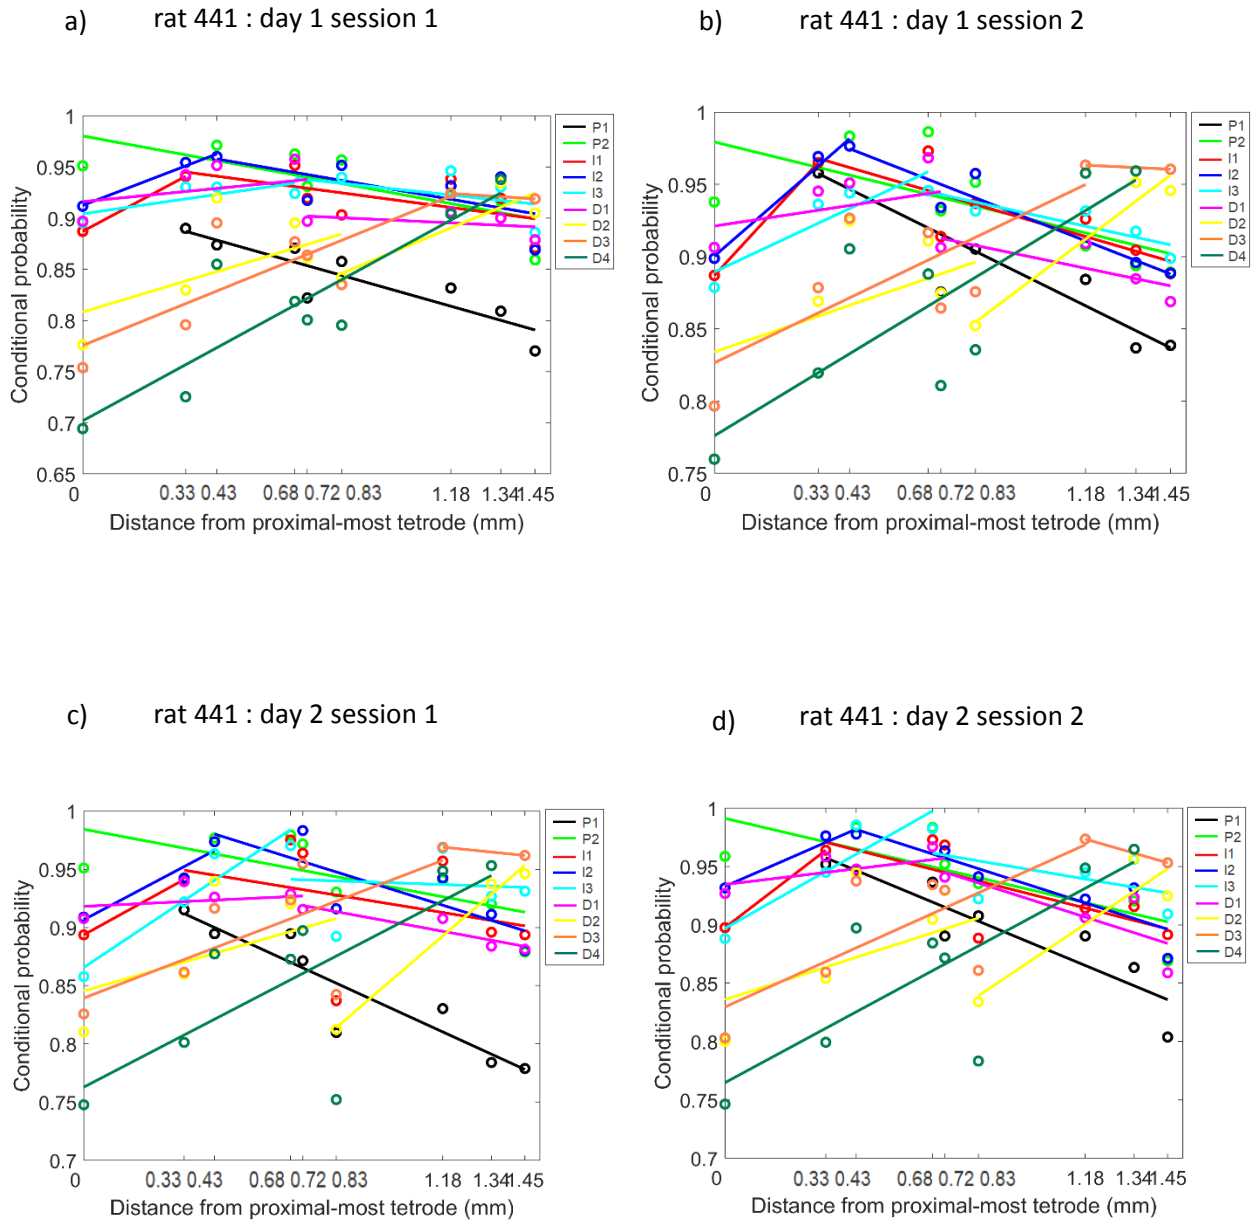 a) rat 441 : day 1 session 1
1
0.95
0.9
0.85
0.8
0.75
0.7
0.65
Conditional probability
0 0.33 0.43 0.68 0.72 0.83 1.18 1.34 1.45
Distance from proximal-most tetrode (mm)
P1
P2
I1
I2
I3
D1
D2
D3
D4
b) rat 441 : day 1 session 2
1
0.95
0.9
0.85
0.8
0.75
Conditional probability
0 0.33 0.43 0.68 0.72 0.83 1.18 1.34 1.45
Distance from proximal-most tetrode (mm)
P1
P2
I1
I2
I3
D1
D2
D3
D4
c) rat 441 : day 2 session 1
1
0.95
0.9
0.85
0.8
0.75
0.7
Conditional probability
0 0.33 0.43 0.68 0.72 0.83 1.18 1.34 1.45
Distance from proximal-most tetrode (mm)
P1
P2
I1
I2
I3
D1
D2
D3
D4
d) rat 441 : day 2 session 2
1
0.95
0.9
0.85
0.8
0.75
0.7
Conditional probability
0 0.33 0.43 0.68 0.72 0.83 1.18 1.34 1.45
Distance from proximal-most tetrode (mm)
P1
P2
I1
I2
I3
D1
D2
D3
D4